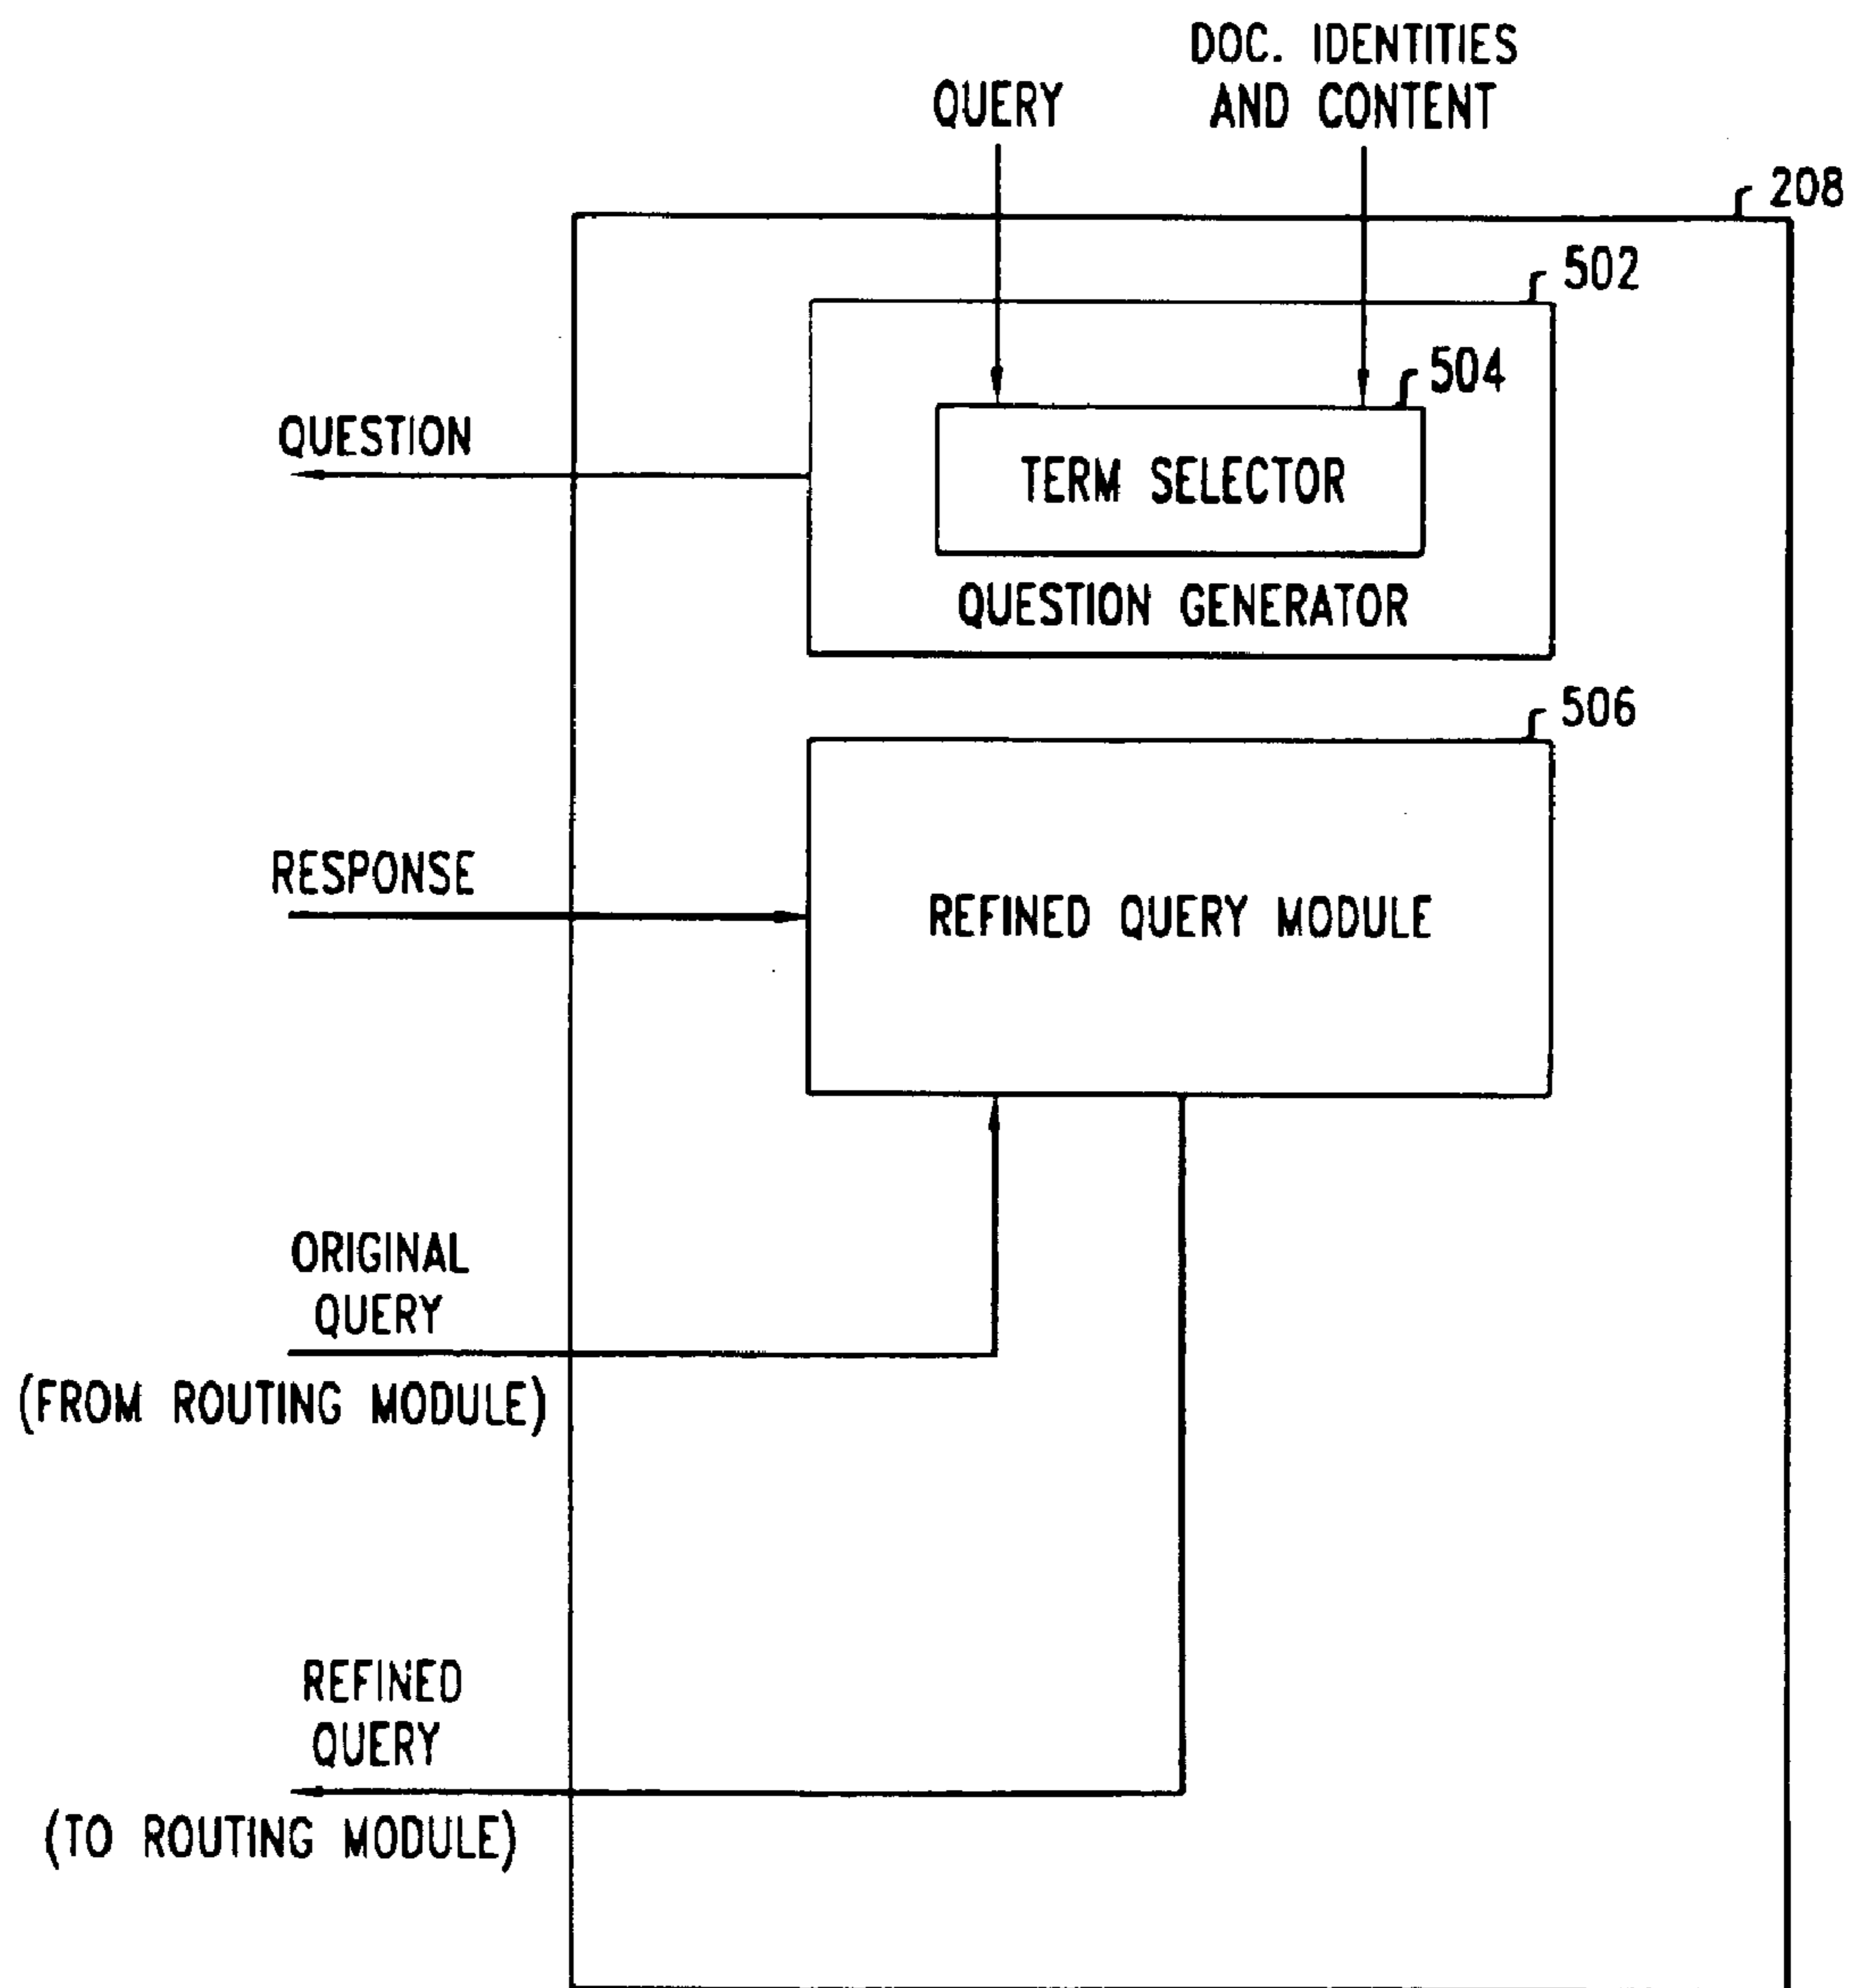 DOC. IDENTITIES
AND CONTENT
QUERY
208
502
504
QUESTION
TERM SELECTOR
QUESTION GENERATOR
506
RESPONSE
REFINED QUERY MODULE
ORIGINAL
QUERY
(FROM ROUTING MODULE)
REFINED
QUERY
(TO ROUTING MODULE)